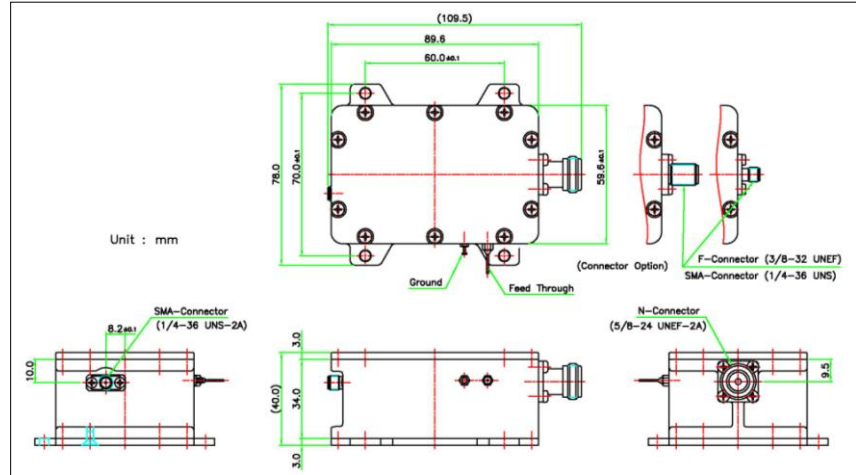 (109.5)
89.6
60.0±0.1
78.0
70.0±0.1
59.6±0.1
Unit : mm
Ground
Feed Through
(Connector Option)
F-Connector (3/8-32 UNEF)
SMA-Connector (1/4-36 UNS)
SMA-Connector
(1/4-36 UNS-2A)
8.2±0.1
10.0
3.0
(40.0)
34.0
3.0
N-Connector
(5/8-24 UNEF-2A)
9.5